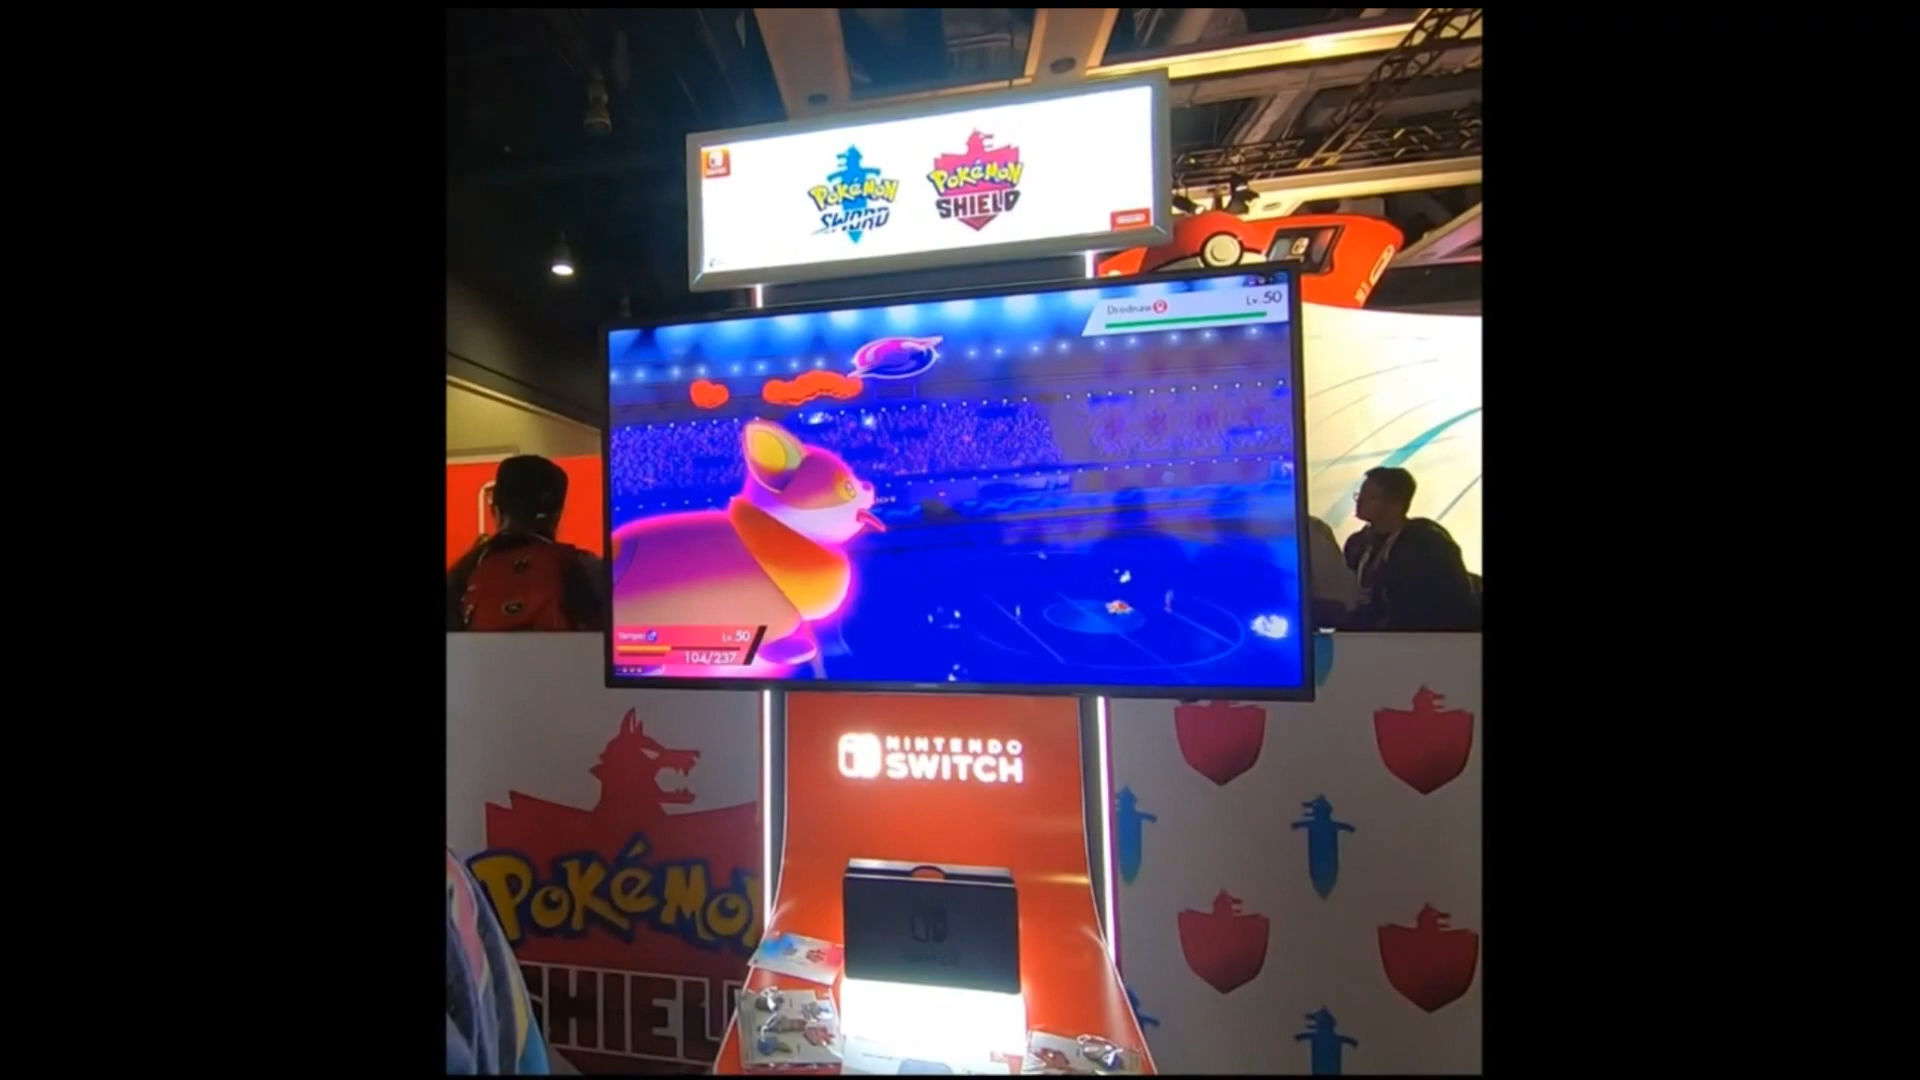 POKÉMON
SWORD
POKÉMON
SHIELD
Drednaw
Lv. 50
Yamper
Lv. 50
104/237
NINTENDO
SWITCH
POKÉMON
SHIEL